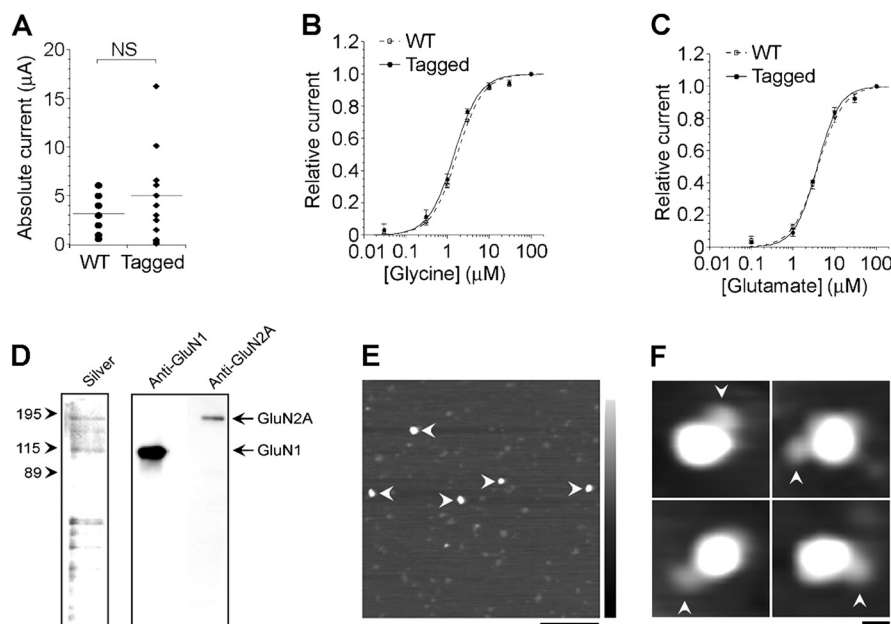 A
Absolute current (μA)
20
15
10
5
0
NS
WT
Tagged
B
Relative current
1.2
1.0
0.8
0.6
0.4
0.2
0
WT
Tagged
0.01 0.1 1 10 100
[Glycine] (μM)
C
Relative current
1.2
1.0
0.8
0.6
0.4
0.2
0
WT
Tagged
0.01 0.1 1 10 100
[Glutamate] (μM)
D
Silver
Anti-GluN1
Anti-GluN2A
195
115
89
GluN2A
GluN1
E
F